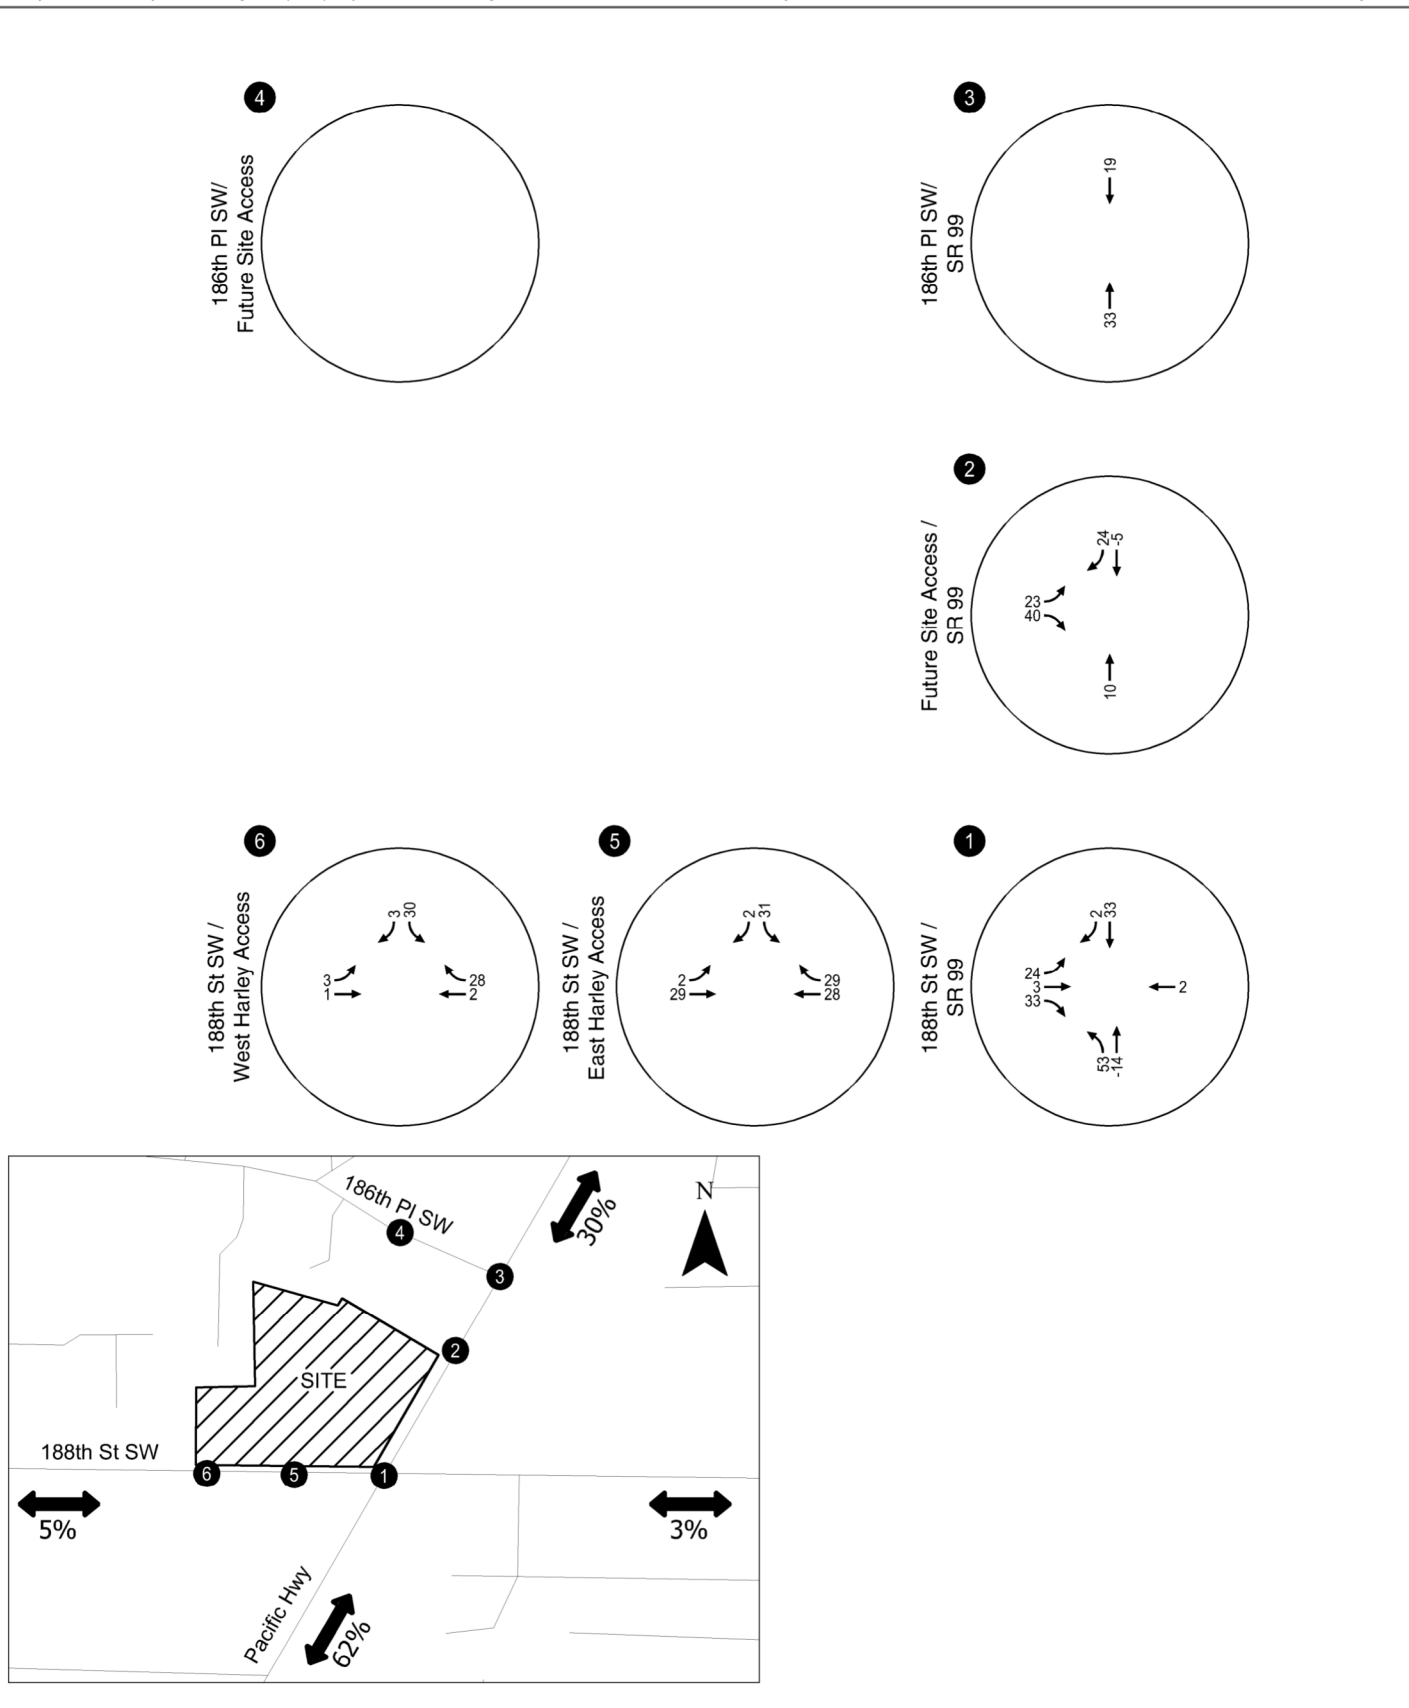 4
186th Pl SW/
Future Site Access
3
186th Pl SW/
SR 99
19
33
2
Future Site Access /
SR 99
24
-5
23
40
10
6
188th St SW /
West Harley Access
3
30
3
1
28
2
5
188th St SW /
East Harley Access
2
31
2
29
29
28
1
188th St SW /
SR 99
2
33
24
3
33
2
53
-14
186th Pl SW
30%
N
4
3
2
SITE
188th St SW
6
5
1
5%
3%
Pacific Hwy
62%